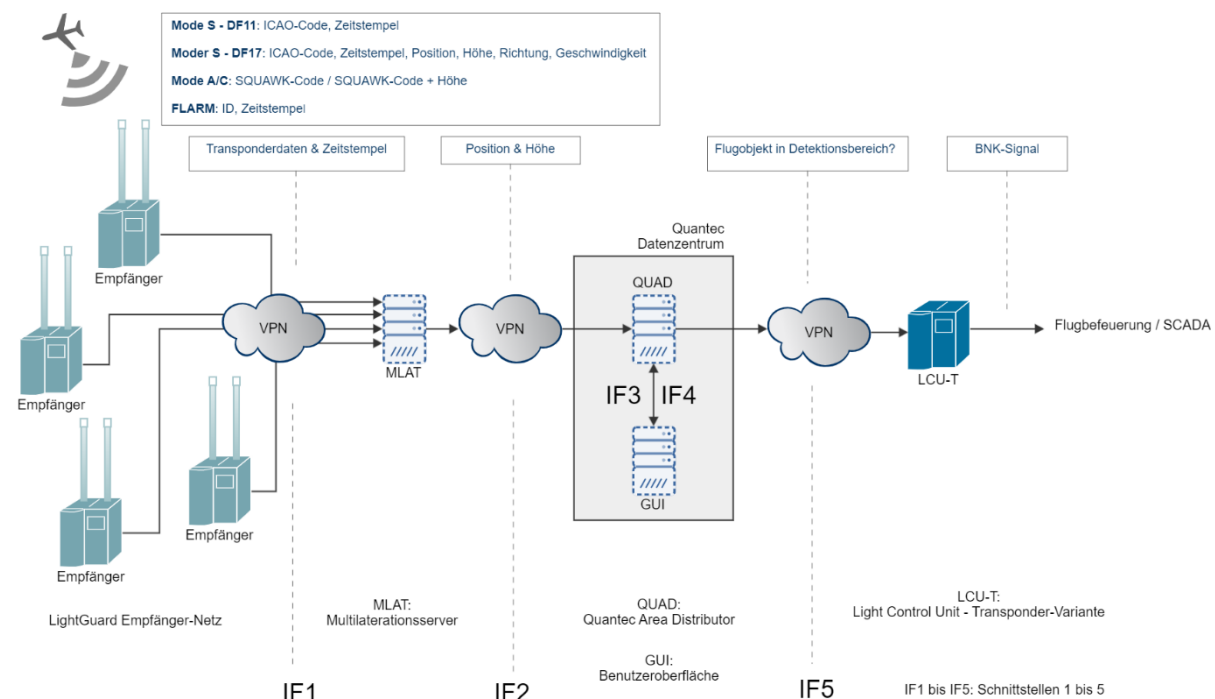 Mode S - DF11: ICAO-Code, Zeitstempel
Moder S - DF17: ICAO-Code, Zeitstempel, Position, Höhe, Richtung, Geschwindigkeit
Mode A/C: SQUAWK-Code / SQUAWK-Code + Höhe
FLARM: ID, Zeitstempel
Transponderdaten & Zeitstempel
Position & Höhe
Flugobjekt in Detektionsbereich?
BNK-Signal
Quantec
Datenzentrum
Empfänger
QUAD
VPN
VPN
VPN
Flugbefeuerung / SCADA
MLAT
LCU-T
Empfänger
IF3
IF4
GUI
Empfänger
Empfänger
LightGuard Empfänger-Netz
MLAT:
Multilaterationsserver
QUAD:
Quantec Area Distributor
LCU-T:
Light Control Unit - Transponder-Variante
GUI:
Benutzeroberfläche
IF1
IF2
IF5
IF1 bis IF5: Schnittstellen 1 bis 5